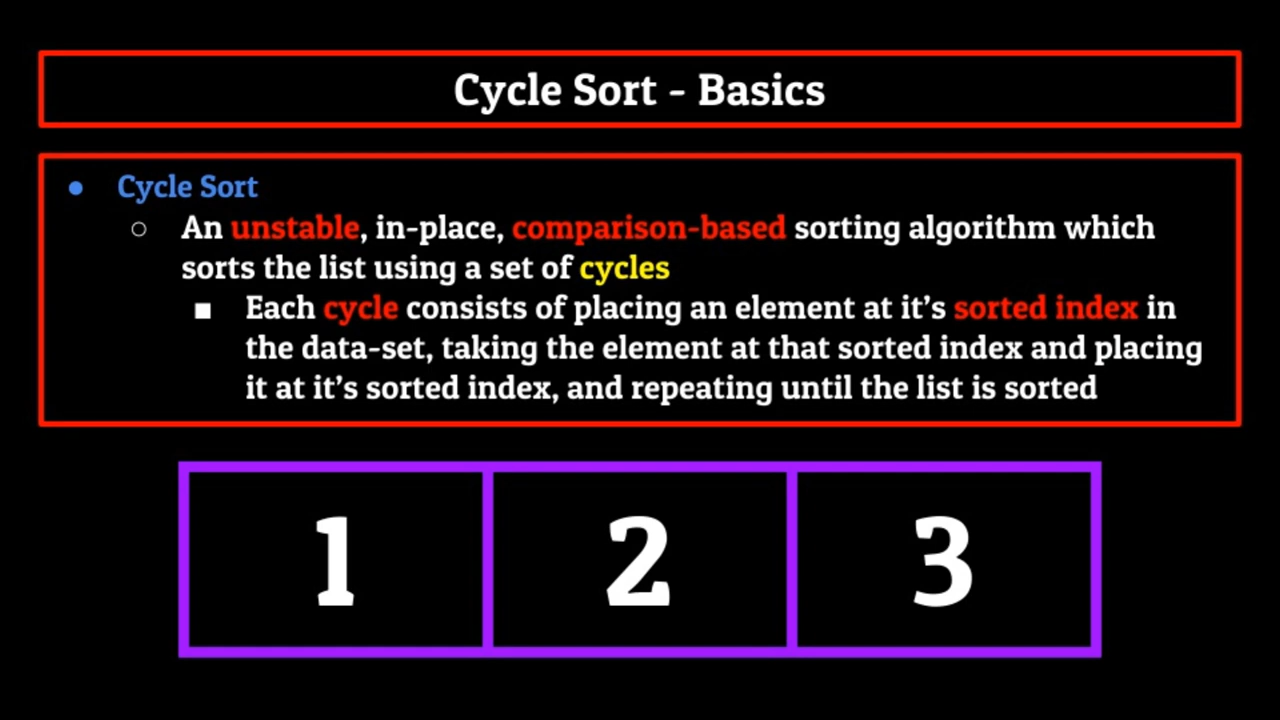 Cycle Sort - Basics
● Cycle Sort
○ An unstable, in-place, comparison-based sorting algorithm which
sorts the list using a set of cycles
■ Each cycle consists of placing an element at it's sorted index in
the data-set, taking the element at that sorted index and placing
it at it's sorted index, and repeating until the list is sorted
1 2 3